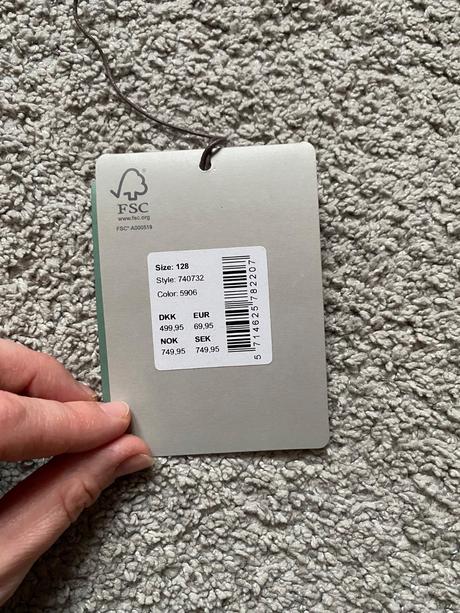 FSC®
www.fsc.org
FSC® A000519
Size: 128
Style: 740732
Color: 5906
DKK EUR
499,95 69,95
NOK SEK
749,95 749,95
5 714625 782207